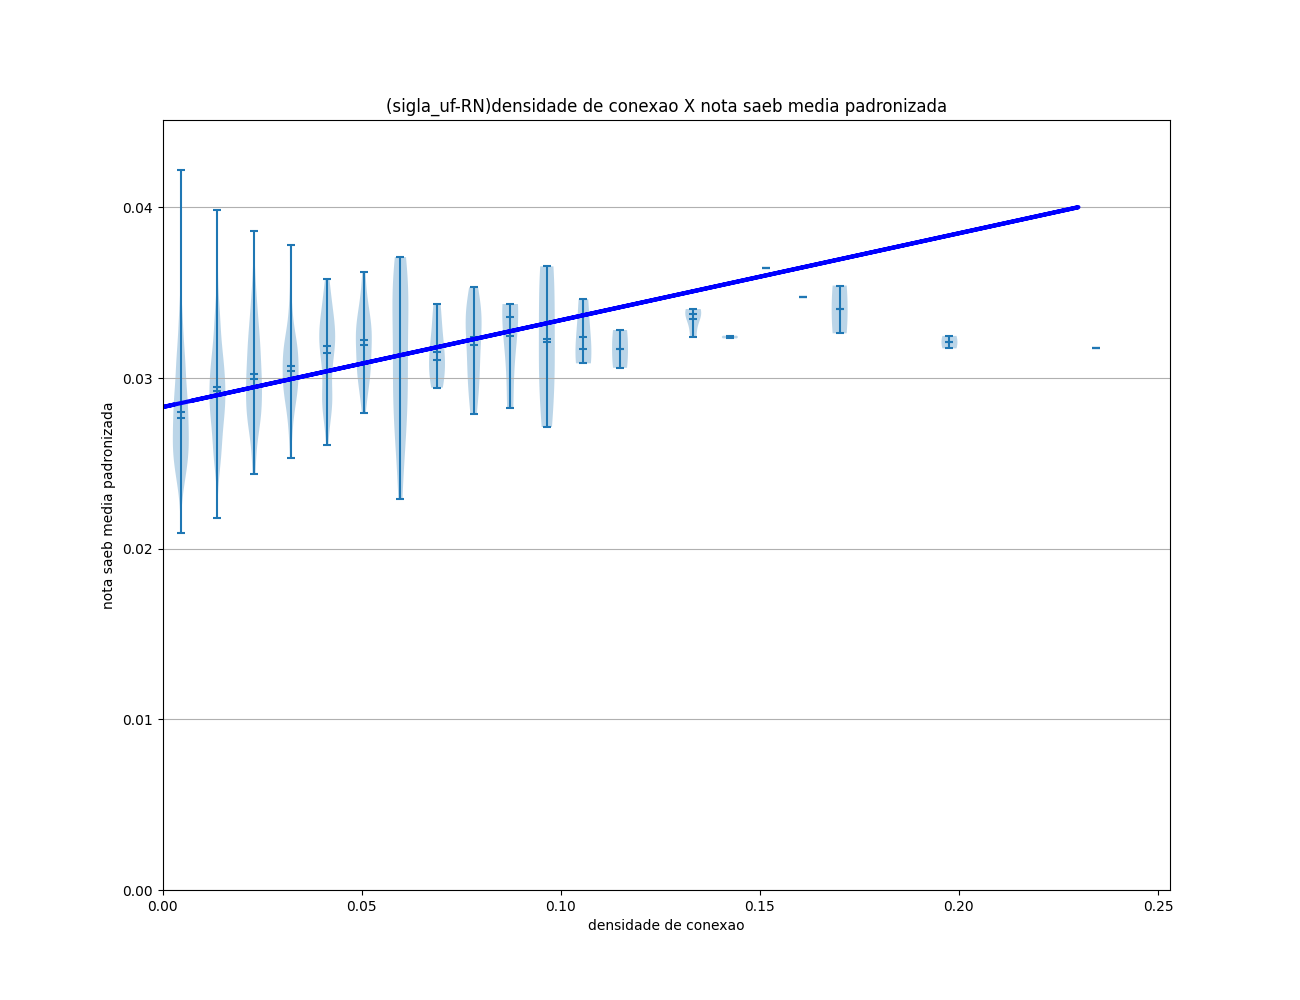 (sigla_uf-RN)densidade de conexao X nota saeb media padronizada
nota saeb media padronizada
0.04
0.03
0.02
0.01
0.00
0.00 0.05 0.10 0.15 0.20 0.25
densidade de conexao